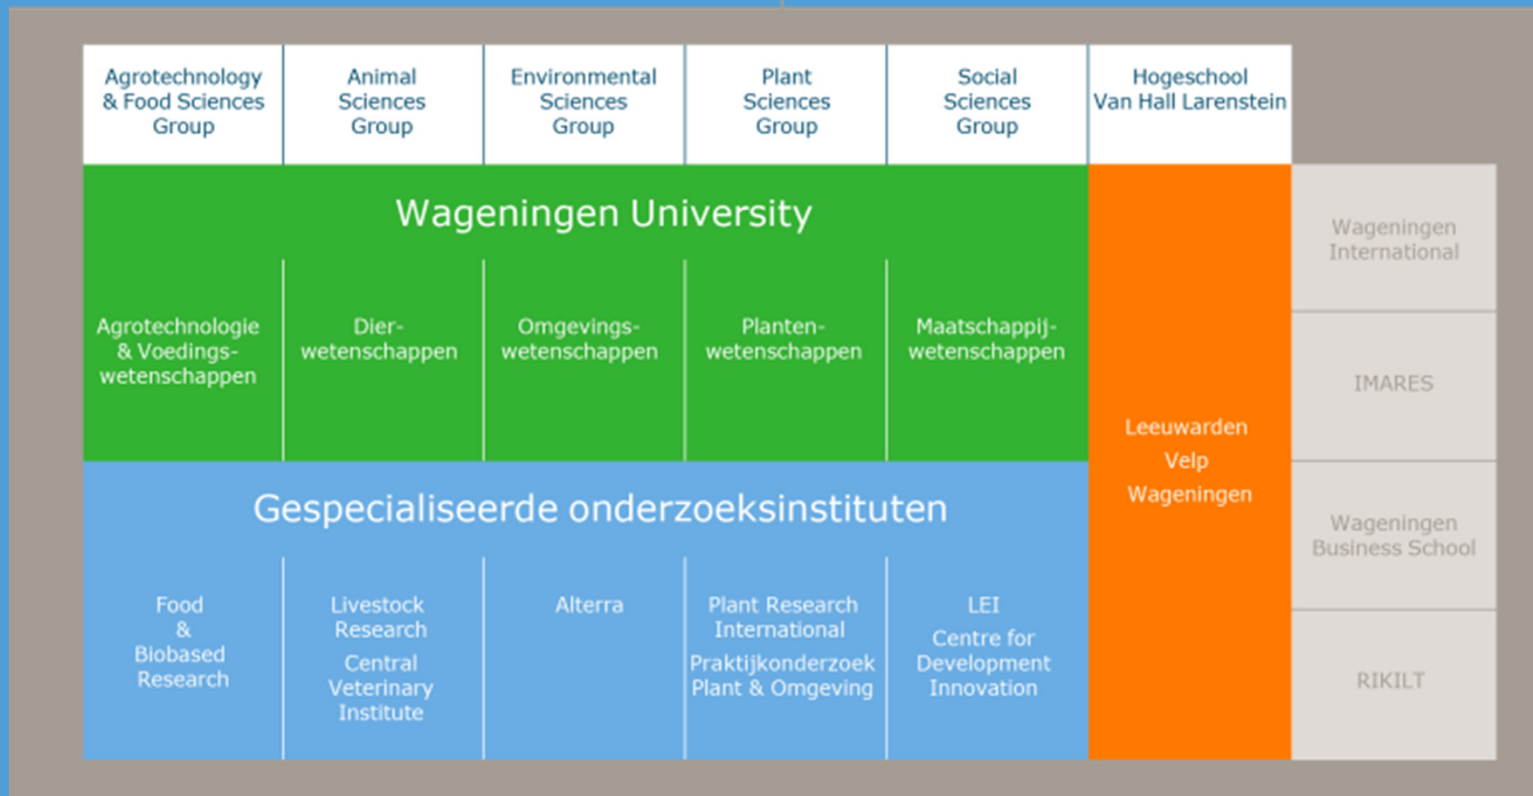 Agrotechnology
& Food Sciences
Group
Animal
Sciences
Group
Environmental
Sciences
Group
Plant
Sciences
Group
Social
Sciences
Group
Hogeschool
Van Hall Larenstein
Wageningen University
Agrotechnologie
& Voedings-
wetenschappen
Dier-
wetenschappen
Omgevings-
wetenschappen
Planten-
wetenschappen
Maatschappij-
wetenschappen
Gespecialiseerde onderzoeksinstituten
Food
&
Biobased
Research
Livestock
Research
Central
Veterinary
Institute
Alterra
Plant Research
International
Praktijkonderzoek
Plant & Omgeving
LEI
Centre for
Development
Innovation
Leeuwarden
Velp
Wageningen
Wageningen
International
IMARES
Wageningen
Business School
RIKILT